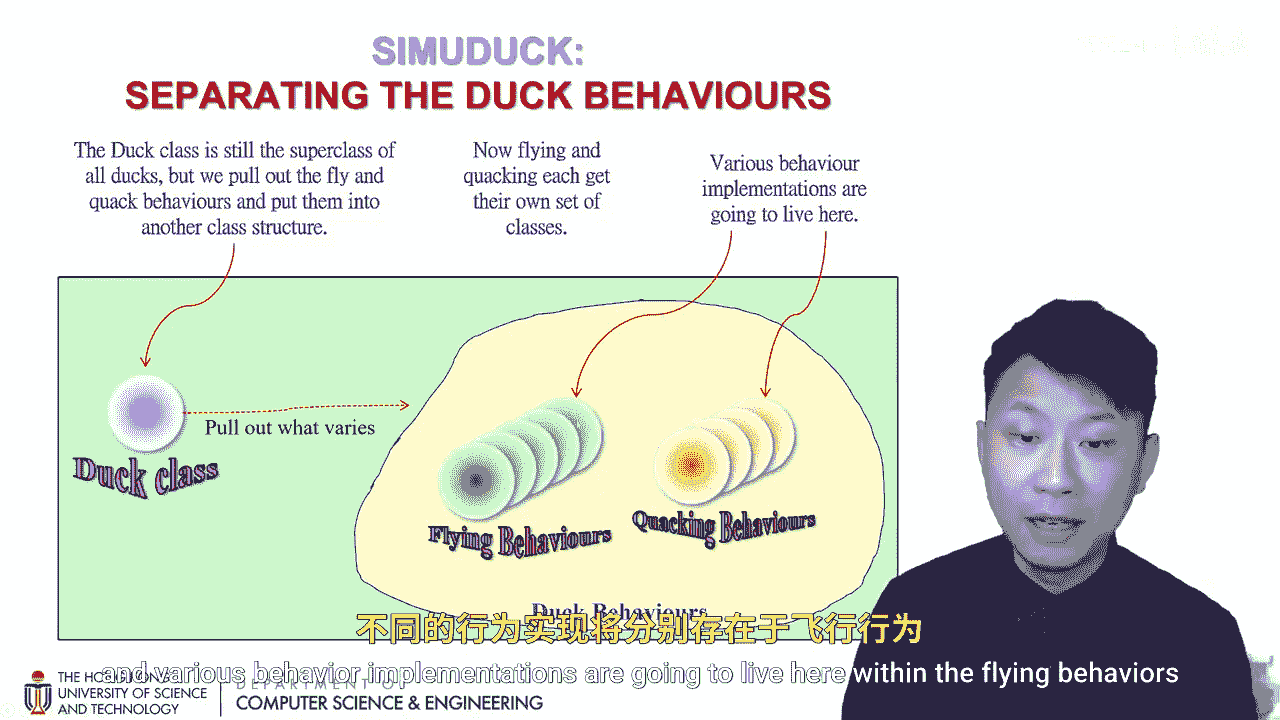 SIMUDUCK:
SEPARATING THE DUCK BEHAVIOURS
The Duck class is still the superclass of
all ducks, but we pull out the fly and
quack behaviours and put them into
another class structure.
Now flying and
quacking each get
their own set of
classes.
Various behaviour
implementations are
going to live here.
Pull out what varies
Duck class
Flying Behaviours
Quacking Behaviours
Duck Behaviours
不同的行为实现将分别存在于飞行行为
and various behavior implementations are going to live here within the flying behaviors
THE HONG KONG
UNIVERSITY OF SCIENCE
AND TECHNOLOGY
DEPARTMENT OF
COMPUTER SCIENCE & ENGINEERING